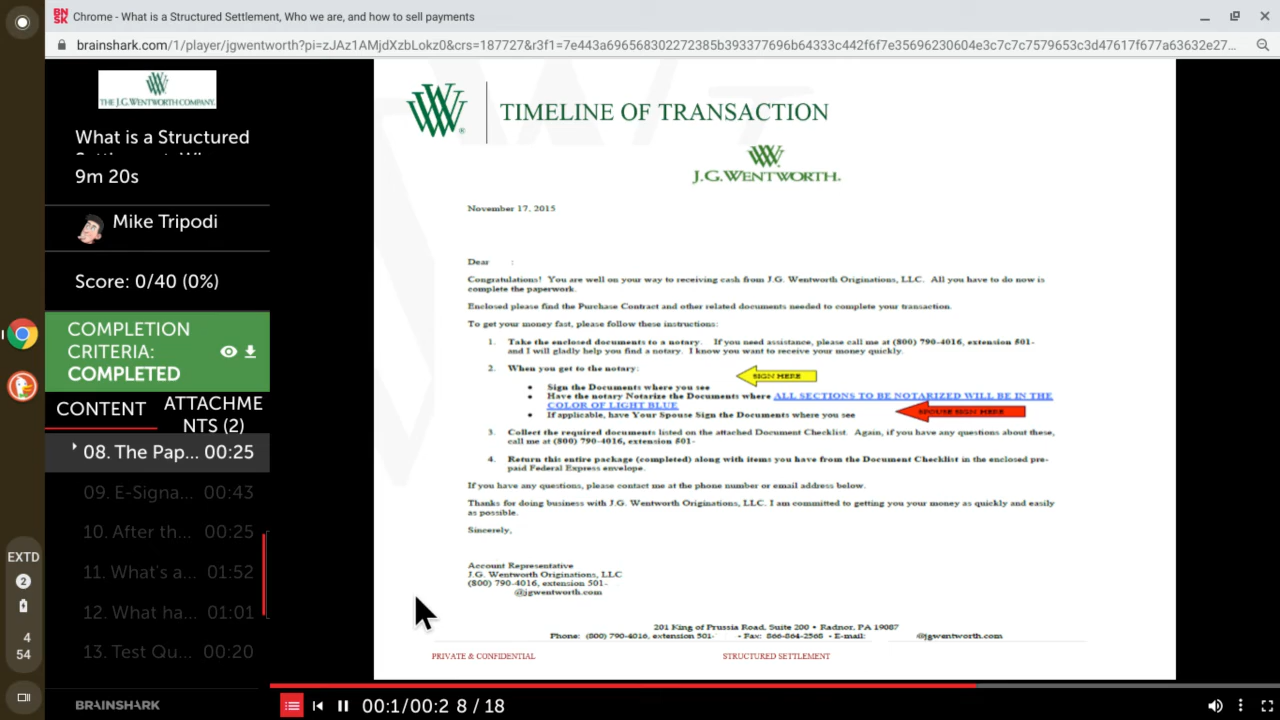 BN
SK
Chrome - What is a Structured Settlement, Who we are, and how to sell payments
brainshark.com/1/player/jgwentworth?pi=zJAz1AMjdXzbLokz0&crs=187727&r3f1=7e443a696568302272385b393377696b64333c442f6f7e35696230604e3c7c7c7579653c3d47617f677a63632e27...
THE J.G. WENTWORTH COMPANY.
What is a Structured
9m 20s
Mike Tripodi
Score: 0/40 (0%)
COMPLETION
CRITERIA:
COMPLETED
CONTENT
ATTACHME
NTS (2)
08. The Pap... 00:25
09. E-Signa... 00:43
10. After th... 00:25
11. What's a... 01:52
12. What ha... 01:01
13. Test Qu... 00:20
BRAINSHARK
EXTD
2
4
54
TIMELINE OF TRANSACTION
J.G.WENTWORTH.
November 17, 2015
Dear :
Congratulations! You are well on your way to receiving cash from J.G. Wentworth Originations, LLC. All you have to do now is
complete the paperwork.
Enclosed please find the Purchase Contract and other related documents needed to complete your transaction.
To get your money fast, please follow these instructions:
1. Take the enclosed documents to a notary. If you need assistance, please call me at (800) 790-4016, extension 501-
and I will gladly help you find a notary. I know you want to receive your money quickly.
2. When you get to the notary:
SIGN HERE
• Sign the Documents where you see
• Have the notary Notarize the Documents where ALL SECTIONS TO BE NOTARIZED WILL BE IN THE
COLOR OF LIGHT BLUE
• If applicable, have Your Spouse Sign the Documents where you see
SPOUSE SIGN HERE
3. Collect the required documents listed on the attached Document Checklist. Again, if you have any questions about these,
call me at (800) 790-4016, extension 501-
4. Return this entire package (completed) along with items you have from the Document Checklist in the enclosed pre-
paid Federal Express envelope.
If you have any questions, please contact me at the phone number or email address below.
Thanks for doing business with J.G. Wentworth Originations, LLC. I am committed to getting you your money as quickly and easily
as possible.
Sincerely,
Account Representative
J.G. Wentworth Originations, LLC
(800) 790-4016, extension 501-
@jgwentworth.com
201 King of Prussia Road, Suite 200 • Radnor, PA 19087
Phone: (800) 790-4016, extension 501- • Fax: 866-864-2568 • E-mail: @jgwentworth.com
PRIVATE & CONFIDENTIAL
STRUCTURED SETTLEMENT
00:1/00:2 8 / 18